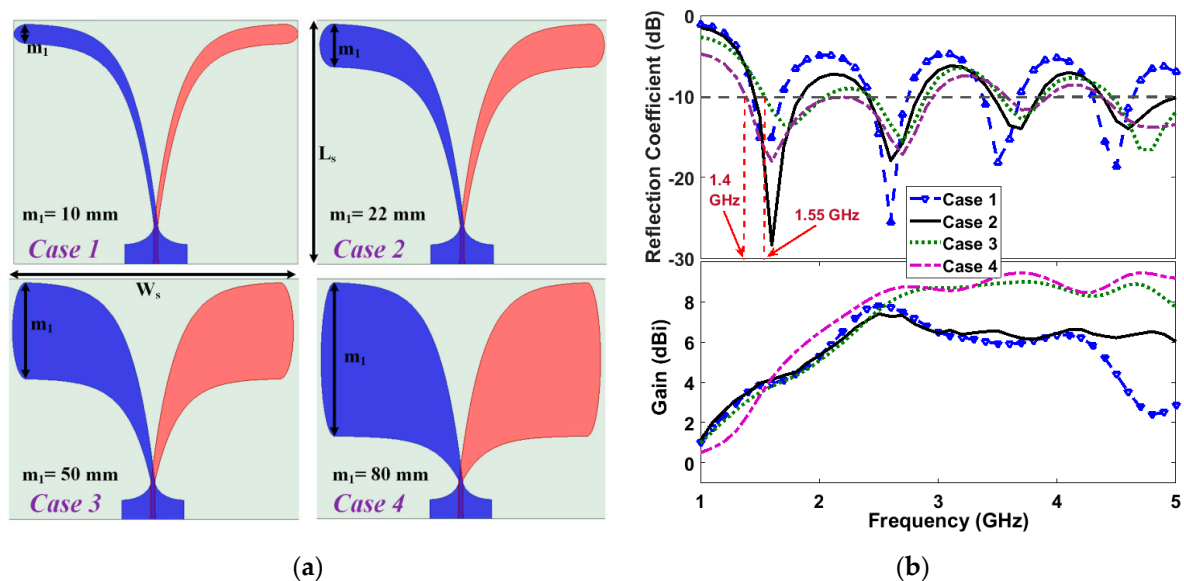 m₁
m₁= 10 mm
Case 1
m₁
Lₛ
m₁= 22 mm
Case 2
Wₛ
m₁
m₁= 50 mm
Case 3
m₁
m₁= 80 mm
Case 4
(a)
Reflection Coefficient (dB)
0
-10
-20
-30
1.4
GHz
1.55 GHz
Case 1
Case 2
Case 3
Case 4
Gain (dBi)
8
6
4
2
0
1 2 3 4 5
Frequency (GHz)
(b)